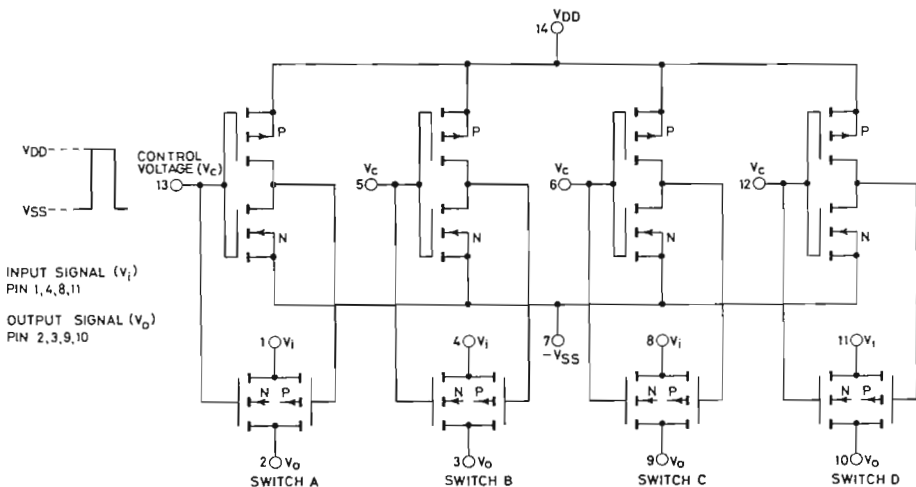 VDD
14
P
P
P
P
VDD
CONTROL
VOLTAGE (Vc)
13
Vc
5
Vc
6
Vc
12
VSS
N
N
N
N
INPUT SIGNAL (Vi)
PIN 1,4,8,11
OUTPUT SIGNAL (Vo)
PIN 2,3,9,10
1 Vi
4 Vi
7
-VSS
8 Vi
11 V1
N P
N P
N P
N P
2 Vo
3 Vo
9 Vo
10 Vo
SWITCH A
SWITCH B
SWITCH C
SWITCH D